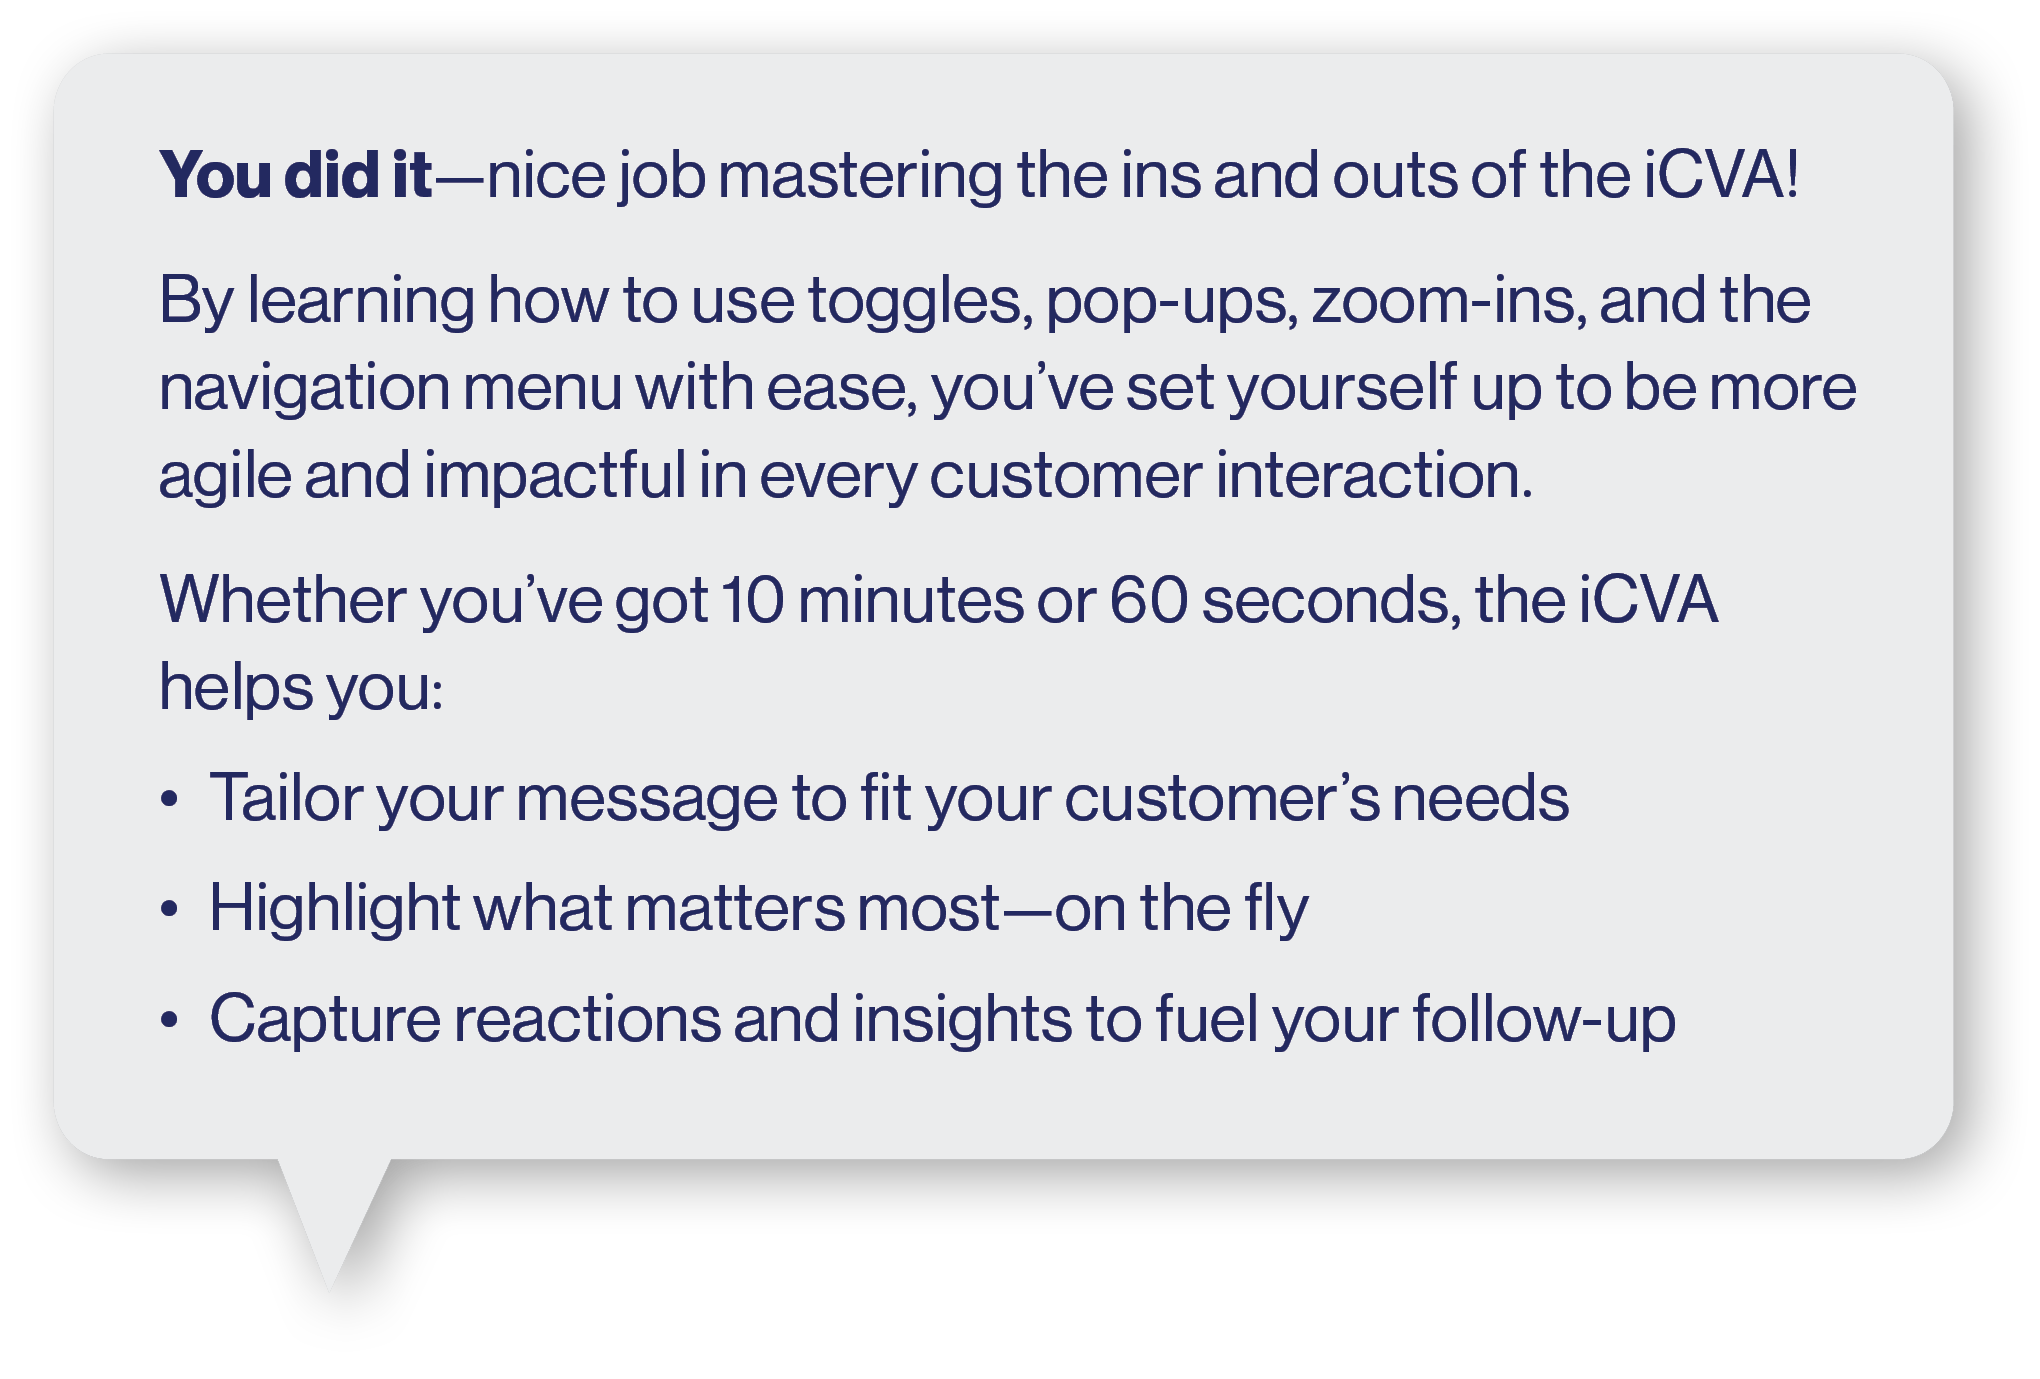 You did it—nice job mastering the ins and outs of the iCVA!
By learning how to use toggles, pop-ups, zoom-ins, and the
navigation menu with ease, you’ve set yourself up to be more
agile and impactful in every customer interaction.
Whether you’ve got 10 minutes or 60 seconds, the iCVA
helps you:
• Tailor your message to fit your customer’s needs
• Highlight what matters most—on the fly
• Capture reactions and insights to fuel your follow-up